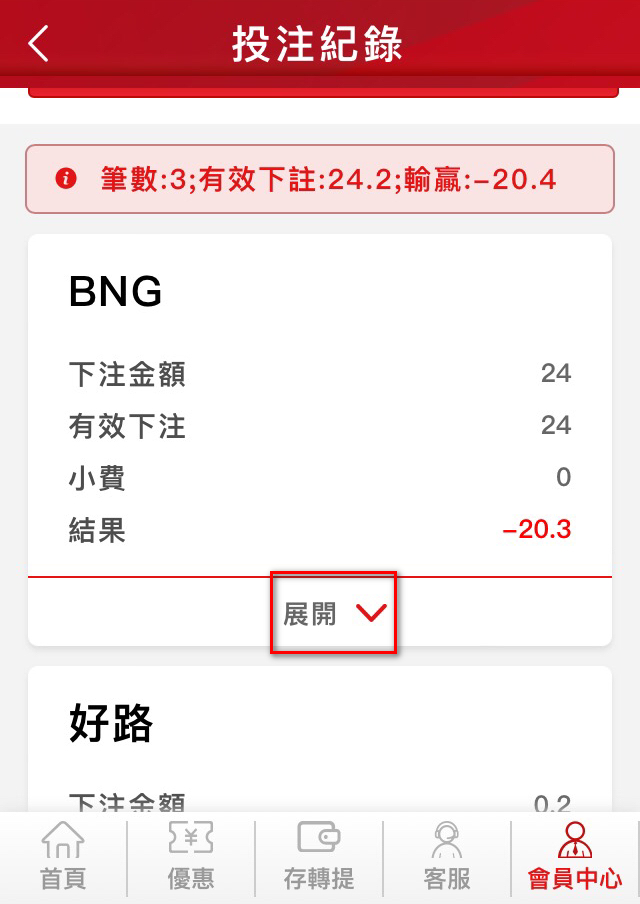 投注紀錄
筆數:3;有效下註:24.2;輸贏:-20.4
BNG
下注金額 24
有效下注 24
小費 0
結果 -20.3
展開
好路
下注金額 0.2
首頁 優惠 存轉提 客服 會員中心